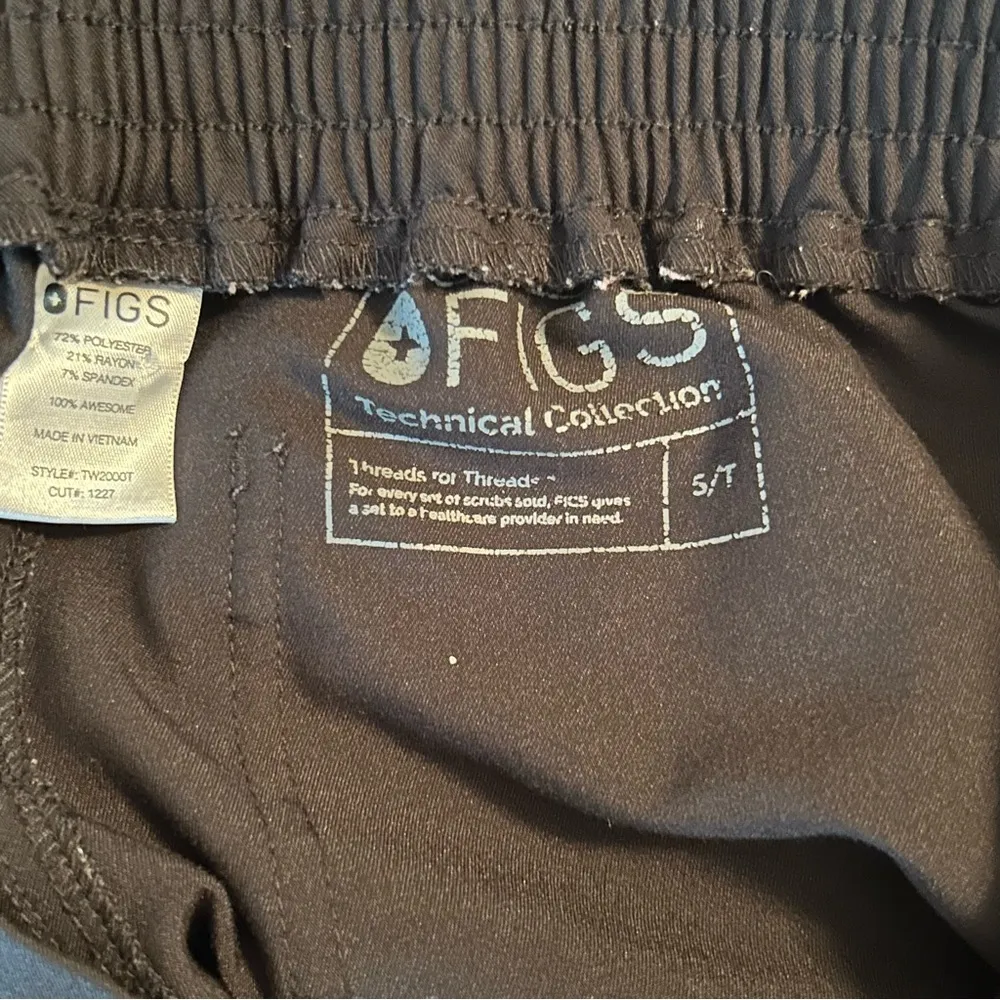 FIGS
72% POLYESTER
21% RAYON
7% SPANDEX
100% AWESOME
MADE IN VIETNAM
STYLE#: TW2000T
CUT#: 1227
FIGS
Technical Collection
Threads for Threads
For every set of scrubs sold, FIGS gives
a set to a healthcare provider in need.
S/T